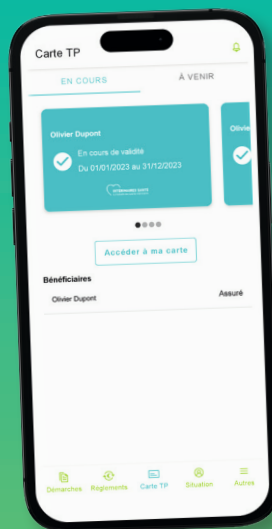 Carte TP
EN COURS
À VENIR
Olivier Dupont
En cours de validité
Du 01/01/2023 au 31/12/2023
Olivie
Accéder à ma carte
Bénéficiaires
Olivier Dupont
Assuré
Démarches
Règlements
Carte TP
Situation
Autres